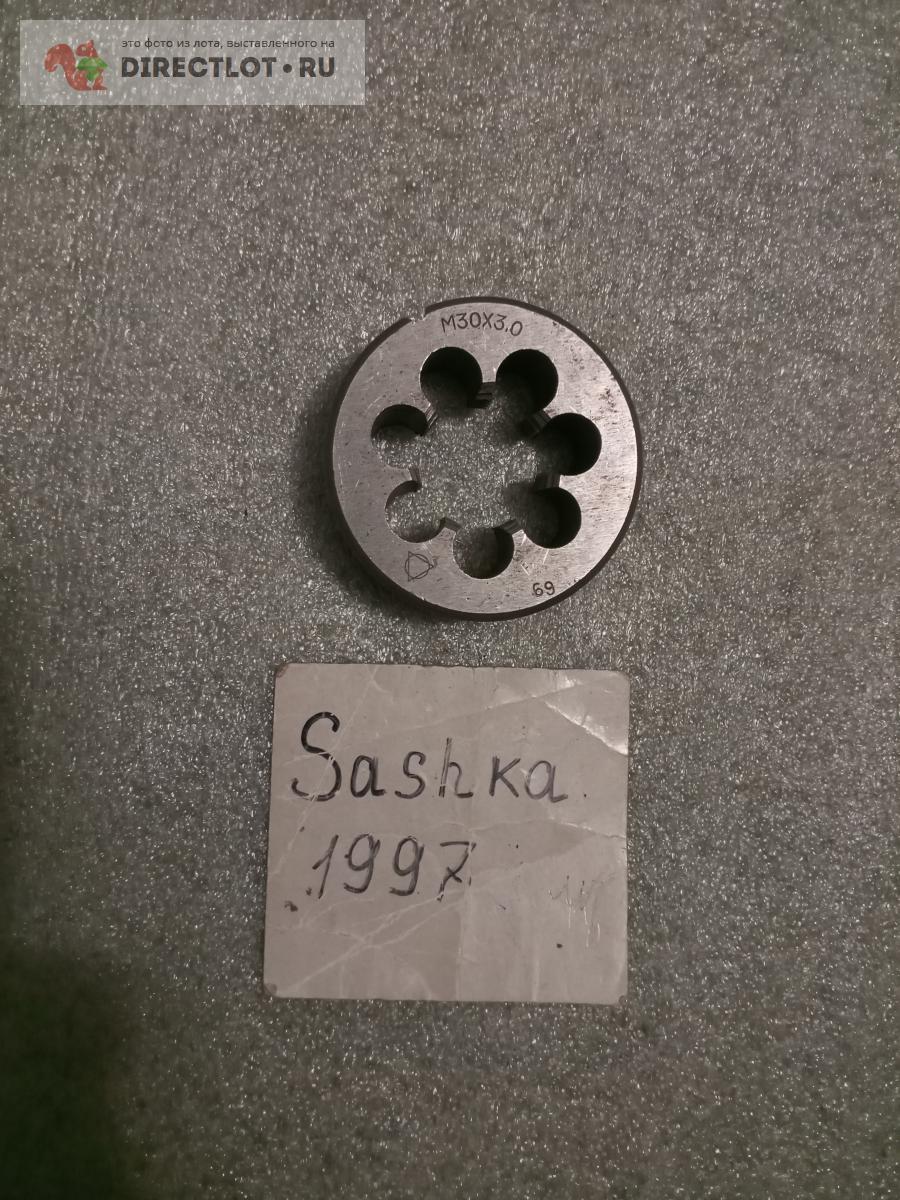 это фото из лота, выставленного на
DIRECTLOT•RU
M30X3,0
69
Sashka
1997